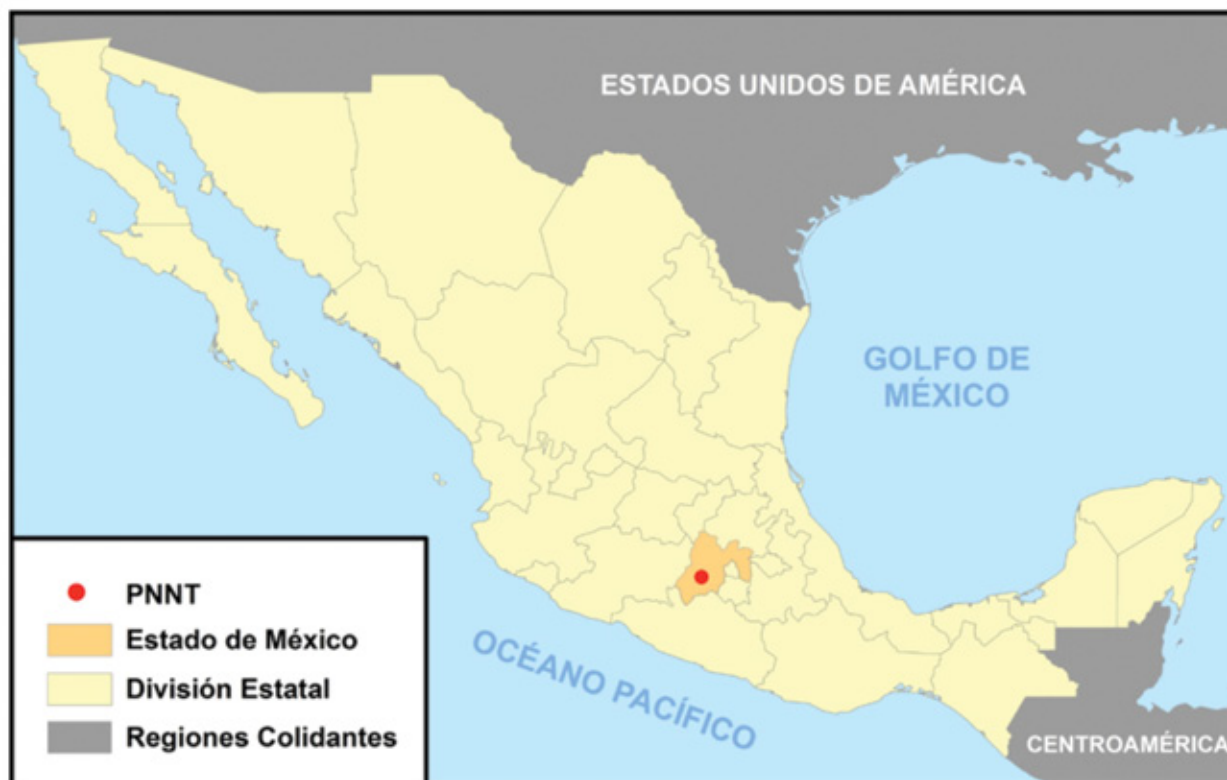 ESTADOS UNIDOS DE AMÉRICA
GOLFO DE
MÉXICO
OCÉANO PACÍFICO
CENTROAMÉRICA
PNNT
Estado de México
División Estatal
Regiones Colidantes